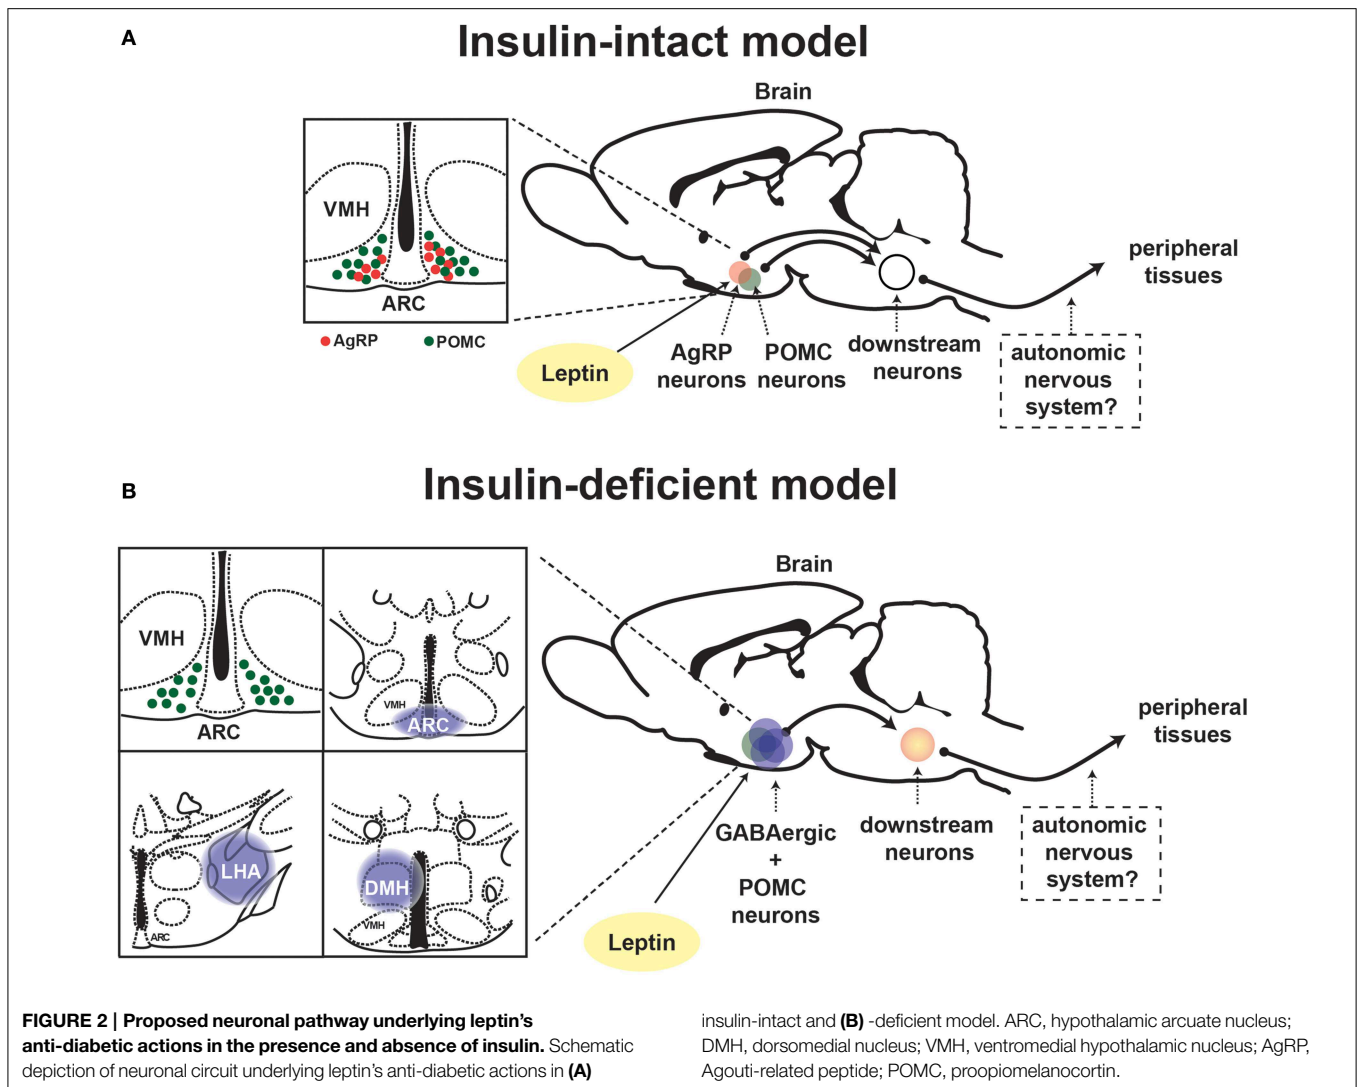 A
Insulin-intact model
Brain
VMH
ARC
AgRP
POMC
Leptin
AgRP
neurons
POMC
neurons
downstream
neurons
peripheral
tissues
autonomic
nervous
system?
B
Insulin-deficient model
Brain
VMH
ARC
VMH
ARC
LHA
ARC
DMH
VMH
Leptin
GABAergic
+
POMC
neurons
downstream
neurons
peripheral
tissues
autonomic
nervous
system?
FIGURE 2 | Proposed neuronal pathway underlying leptin's
anti-diabetic actions in the presence and absence of insulin. Schematic
depiction of neuronal circuit underlying leptin's anti-diabetic actions in (A)
insulin-intact and (B) -deficient model. ARC, hypothalamic arcuate nucleus;
DMH, dorsomedial nucleus; VMH, ventromedial hypothalamic nucleus; AgRP,
Agouti-related peptide; POMC, proopiomelanocortin.